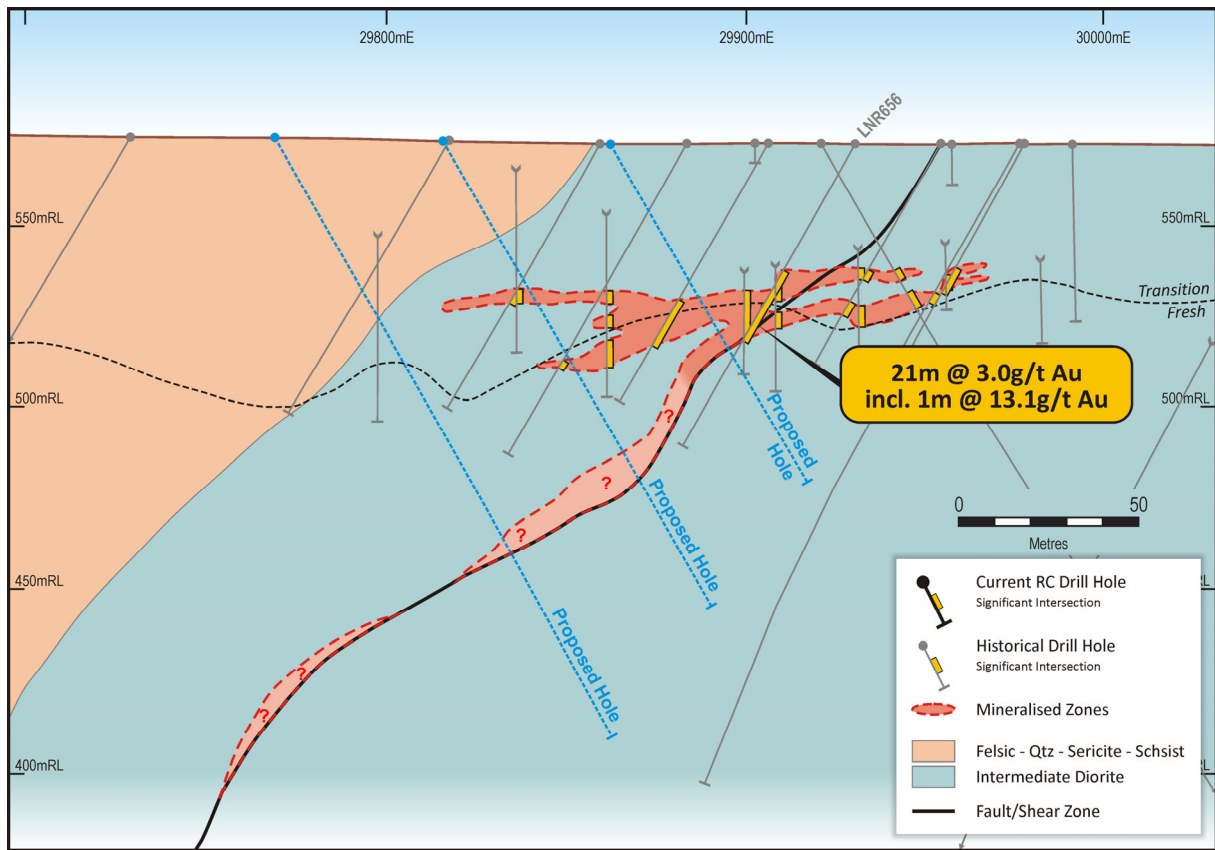 29800mE
29900mE
30000mE
LNR656
550mRL
550mRL
Transition
Fresh
21m @ 3.0g/t Au
incl. 1m @ 13.1g/t Au
500mRL
500mRL
Proposed
Hole
?
?
?
?
?
Proposed Hole
Proposed Hole
0
50
Metres
450mRL
400mRL
Current RC Drill Hole
Significant Intersection
Historical Drill Hole
Significant Intersection
Mineralised Zones
Felsic - Qtz - Sericite - Schsist
Intermediate Diorite
Fault/Shear Zone